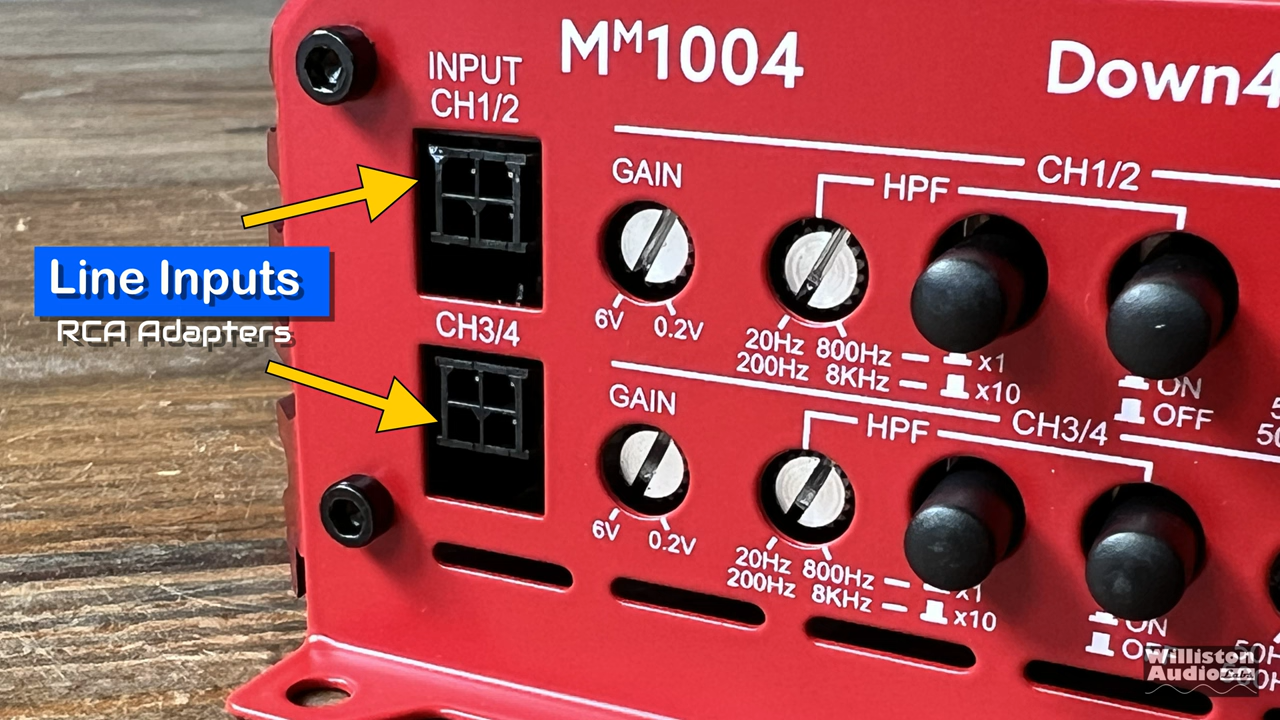 MM1004
Down4
INPUT
CH1/2
CH1/2
GAIN
HPF
6V 0.2V
20Hz 800Hz x1
200Hz 8KHz x10
ON
OFF
Line Inputs
RCA Adapters
CH3/4
CH3/4
GAIN
HPF
6V 0.2V
20Hz 800Hz x1
200Hz 8KHz x10
ON
Williston
Audio Labs